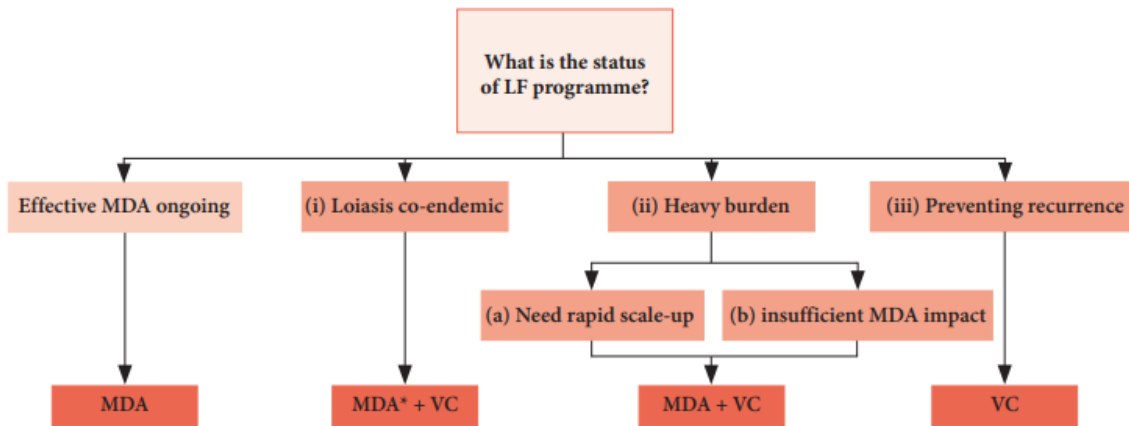 What is the status
of LF programme?
Effective MDA ongoing
(i) Loiasis co-endemic
(ii) Heavy burden
(iii) Preventing recurrence
(a) Need rapid scale-up
(b) insufficient MDA impact
MDA
MDA* + VC
MDA + VC
VC